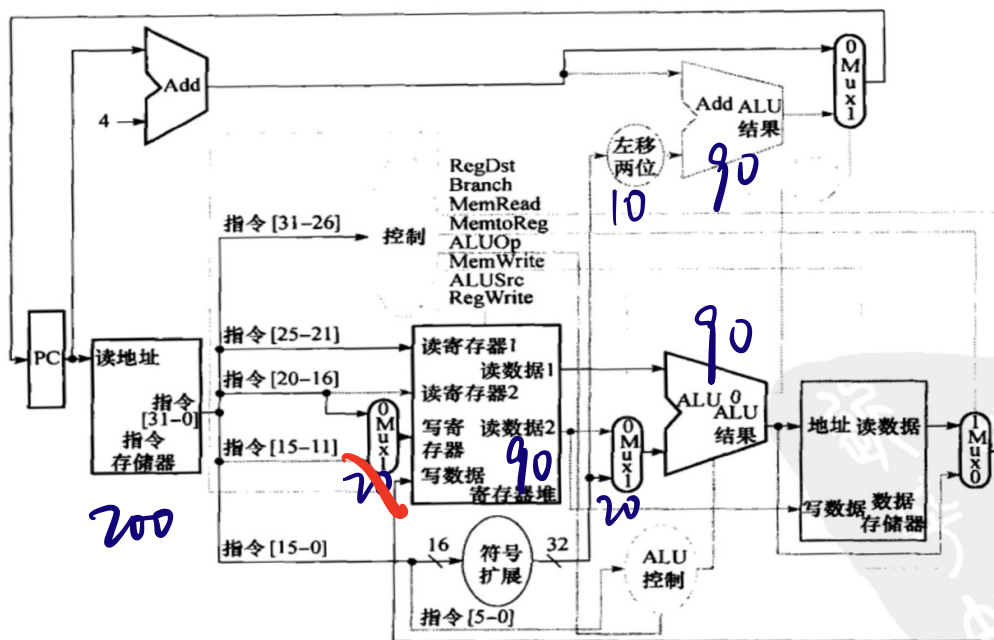 Add
4
0
Mux
1
Add ALU
结果
左移
两位
90
10
RegDst
Branch
MemRead
MemtoReg
ALUOp
MemWrite
ALUSrc
RegWrite
指令 [31-26]
控制
PC
读地址
指令
[31-0]
指令
存储器
200
指令 [25-21]
指令 [20-16]
指令 [15-11]
0
Mux
1
20
读寄存器1
读数据1
读寄存器2
写寄
存器
读数据2
写数据
寄存器堆
90
0
Mux
1
20
90
ALU 0
ALU
结果
地址 读数据
写数据
数据
存储器
1
Mux
0
指令 [15-0]
16
符号
扩展
32
ALU
控制
指令 [5-0]